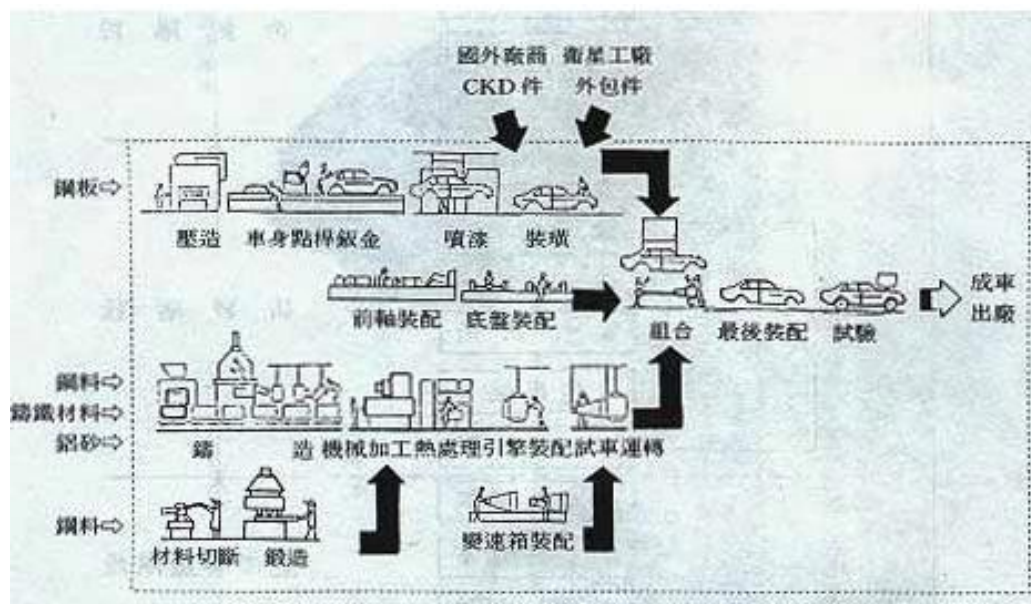 國外廠商 衛星工廠
CKD件 外包件
鋼板⇨
壓造 車身點桿鈑金 噴漆 裝璜
前軸裝配 底盤裝配 組合 最後裝配 試驗
成車
出廠
鋼料⇨
鑄鐵材料⇨
鋁砂⇨
鑄 造 機械加工熱處理引擎裝配試車運轉
鋼料⇨
材料切斷 鍛造 變速箱裝配